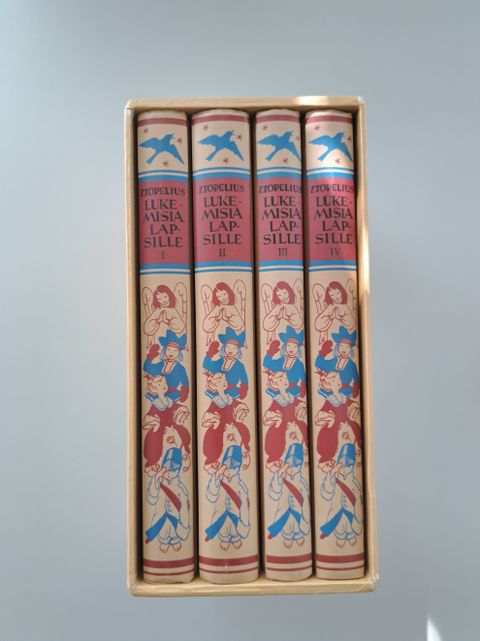 Z.TOPELIUS
LUKE-
MISIA
LAP-
SILLE
I
Z.TOPELIUS
LUKE-
MISIA
LAP-
SILLE
II
Z.TOPELIUS
LUKE-
MISIA
LAP-
SILLE
III
Z.TOPELIUS
LUKE-
MISIA
LAP-
SILLE
IV